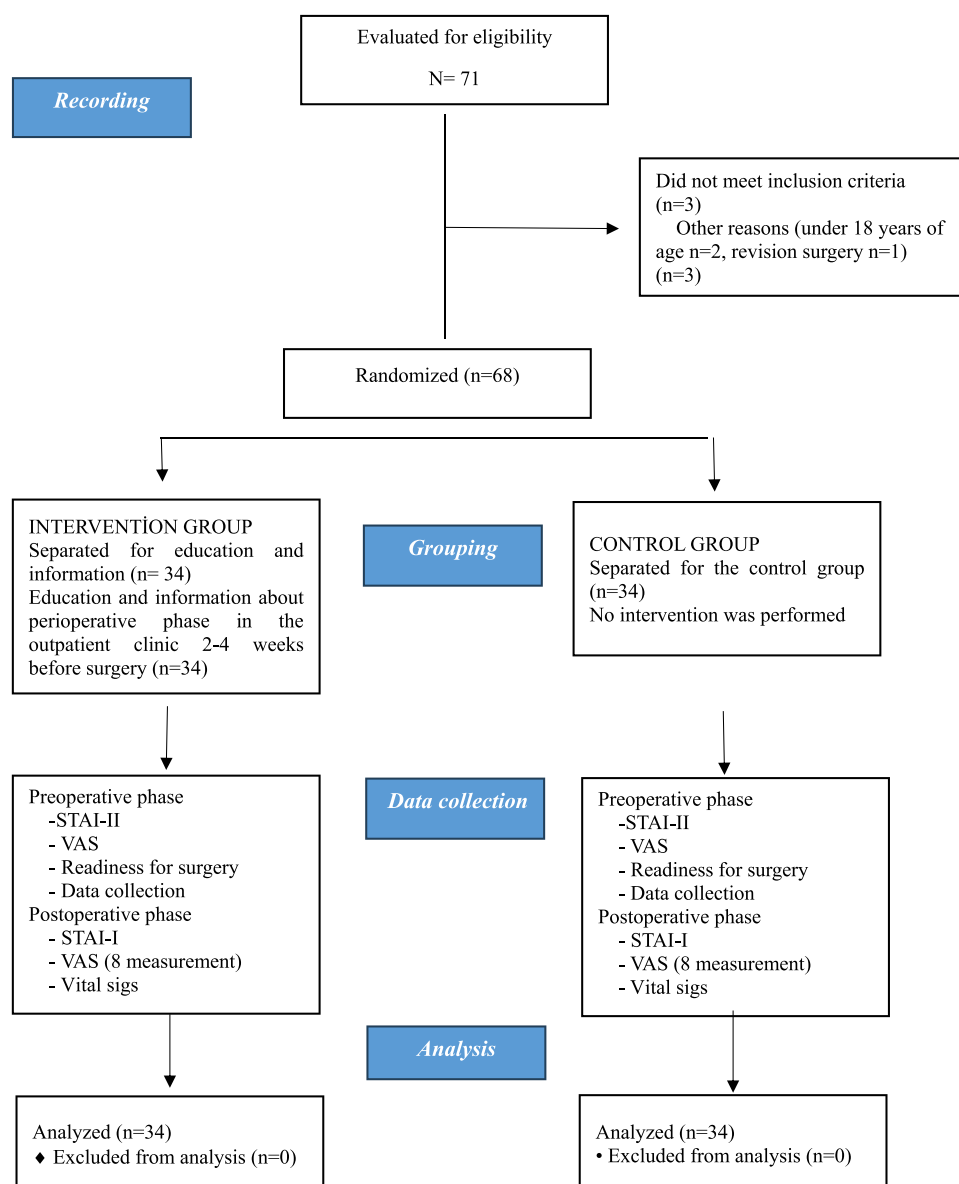 Evaluated for eligibility
N= 71
Recording
Did not meet inclusion criteria
(n=3)
Other reasons (under 18 years of
age n=2, revision surgery n=1)
(n=3)
Randomized (n=68)
INTERVENTİON GROUP
Separated for education and
information (n= 34)
Education and information about
perioperative phase in the
outpatient clinic 2-4 weeks
before surgery (n=34)
Grouping
CONTROL GROUP
Separated for the control group
(n=34)
No intervention was performed
Preoperative phase
-STAI-II
- VAS
- Readiness for surgery
- Data collection
Postoperative phase
- STAI-I
- VAS (8 measurement)
- Vital sigs
Data collection
Preoperative phase
-STAI-II
- VAS
- Readiness for surgery
- Data collection
Postoperative phase
- STAI-I
- VAS (8 measurement)
- Vital sigs
Analysis
Analyzed (n=34)
♦ Excluded from analysis (n=0)
Analyzed (n=34)
• Excluded from analysis (n=0)